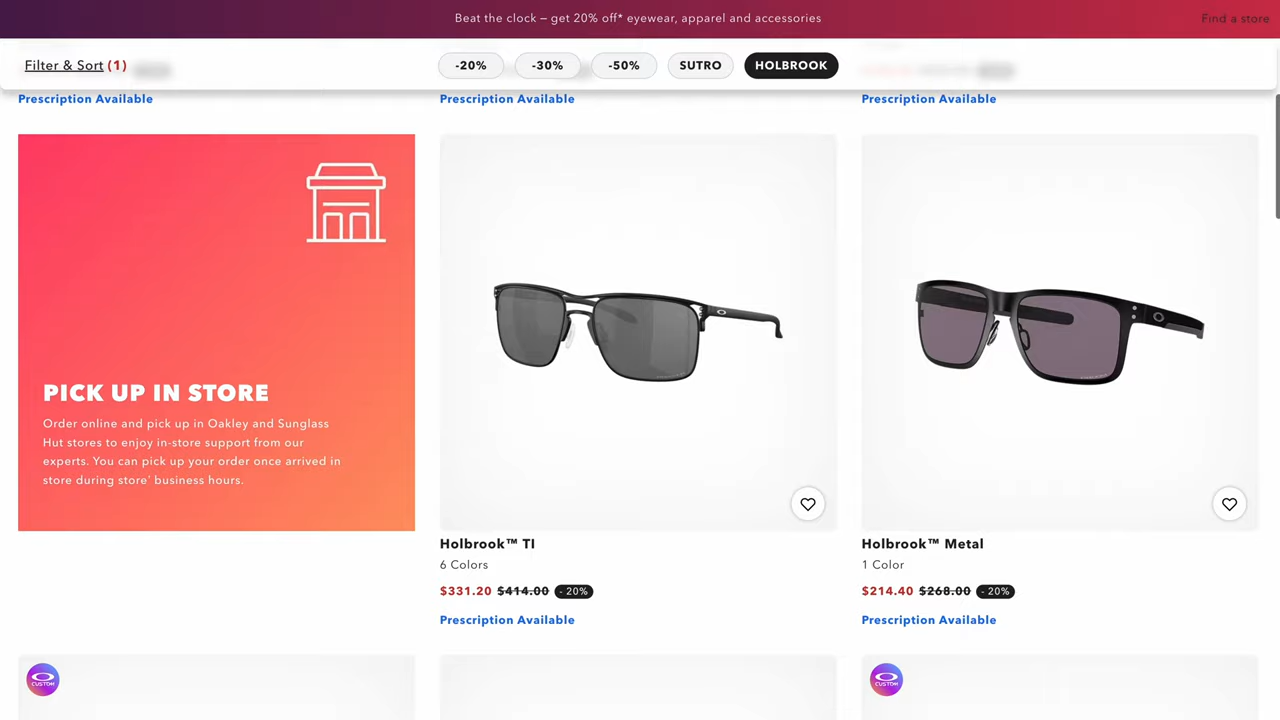 Beat the clock – get 20% off* eyewear, apparel and accessories
Find a store
Filter & Sort (1)
-20%
-30%
-50%
SUTRO
HOLBROOK
Prescription Available
Prescription Available
Prescription Available
PICK UP IN STORE
Order online and pick up in Oakley and Sunglass
Hut stores to enjoy in-store support from our
experts. You can pick up your order once arrived in
store during store' business hours.
Holbrook™ TI
6 Colors
$331.20 $414.00 - 20%
Prescription Available
Holbrook™ Metal
1 Color
$214.40 $268.00 - 20%
Prescription Available
CUSTOM
CUSTOM